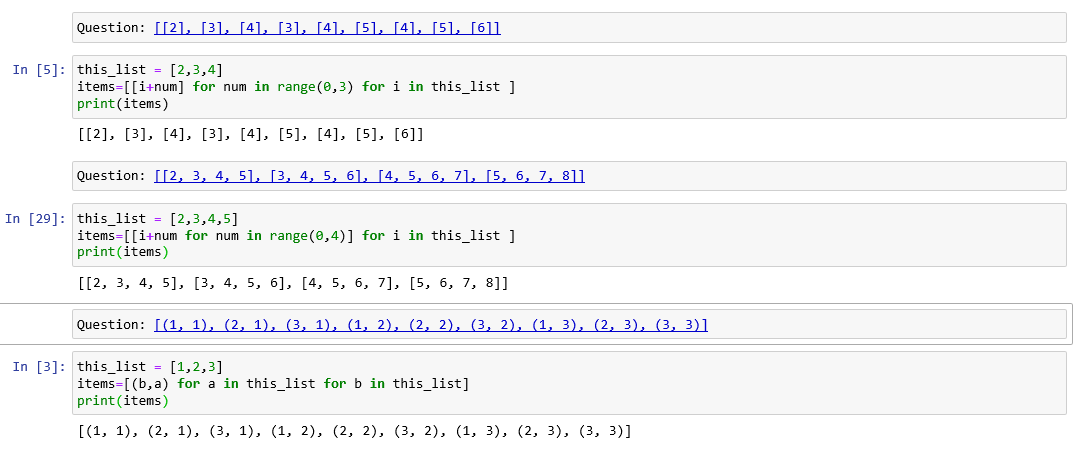 Question: [[2], [3], [4], [3], [4], [5], [4], [5], [6]]
In [5]: this_list = [2,3,4]
items=[[i+num] for num in range(0,3) for i in this_list ]
print(items)
[[2], [3], [4], [3], [4], [5], [4], [5], [6]]
Question: [[2, 3, 4, 5], [3, 4, 5, 6], [4, 5, 6, 7], [5, 6, 7, 8]]
In [29]: this_list = [2,3,4,5]
items=[[i+num for num in range(0,4)] for i in this_list ]
print(items)
[[2, 3, 4, 5], [3, 4, 5, 6], [4, 5, 6, 7], [5, 6, 7, 8]]
Question: [(1, 1), (2, 1), (3, 1), (1, 2), (2, 2), (3, 2), (1, 3), (2, 3), (3, 3)]
In [3]: this_list = [1,2,3]
items=[(b,a) for a in this_list for b in this_list]
print(items)
[(1, 1), (2, 1), (3, 1), (1, 2), (2, 2), (3, 2), (1, 3), (2, 3), (3, 3)]